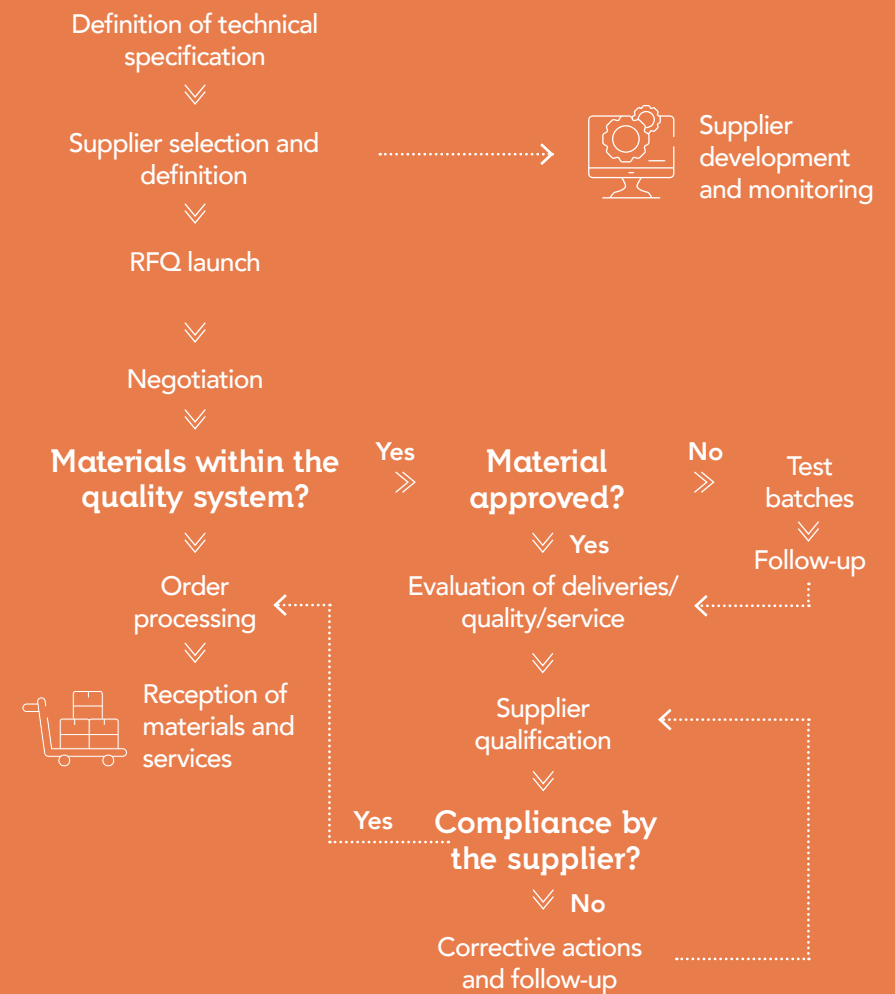 Definition of technical
specification
Supplier selection and
definition
Supplier
development
and monitoring
RFQ launch
Negotiation
Materials within the
quality system?
Yes
Material
approved?
No
Test
batches
Yes
Follow-up
Order
processing
Evaluation of deliveries/
quality/service
Reception of
materials and
services
Supplier
qualification
Yes
Compliance by
the supplier?
No
Corrective actions
and follow-up